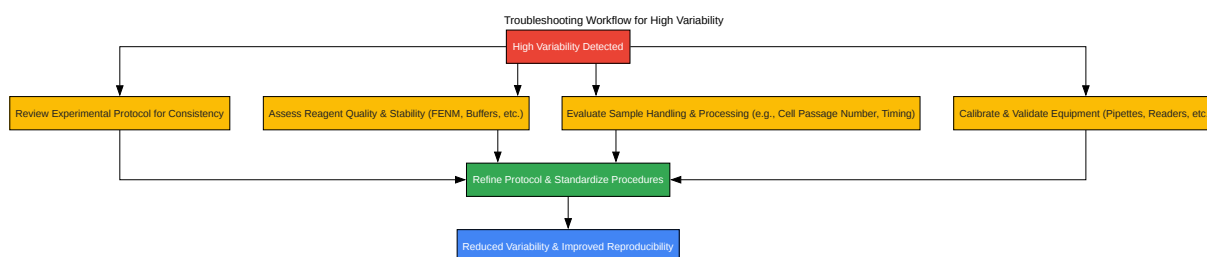 Troubleshooting Workflow for High Variability
High Variability Detected
Review Experimental Protocol for Consistency
Assess Reagent Quality & Stability (FENM, Buffers, etc.)
Evaluate Sample Handling & Processing (e.g., Cell Passage Number, Timing)
Calibrate & Validate Equipment (Pipettes, Readers, etc.
Refine Protocol & Standardize Procedures
Reduced Variability & Improved Reproducibility